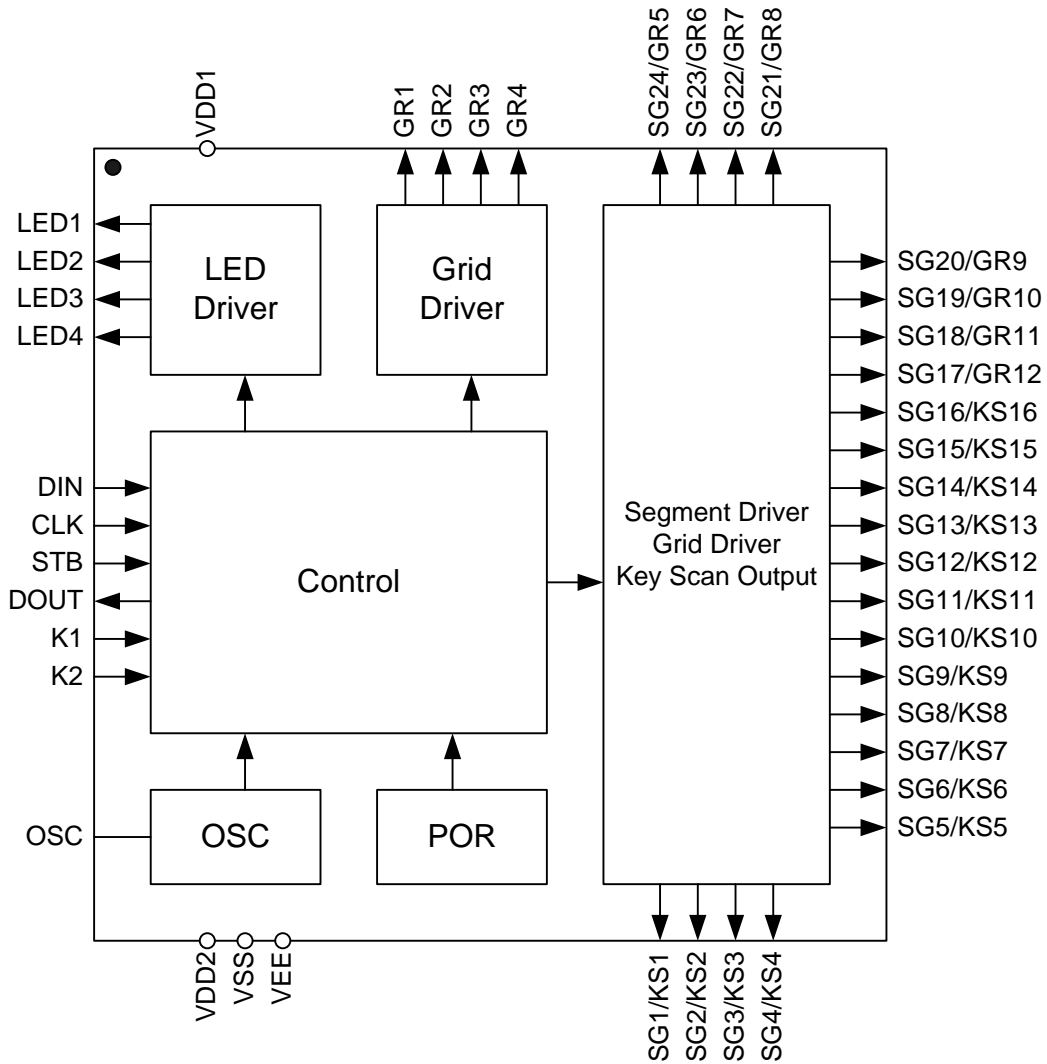 VDD1
GR1
GR2
GR3
GR4
SG24/GR5
SG23/GR6
SG22/GR7
SG21/GR8
LED1
LED2
LED3
LED4
LED
Driver
Grid
Driver
DIN
CLK
STB
DOUT
K1
K2
Control
Segment Driver
Grid Driver
Key Scan Output
SG20/GR9
SG19/GR10
SG18/GR11
SG17/GR12
SG16/KS16
SG15/KS15
SG14/KS14
SG13/KS13
SG12/KS12
SG11/KS11
SG10/KS10
SG9/KS9
SG8/KS8
SG7/KS7
SG6/KS6
SG5/KS5
OSC
OSC
POR
VDD2
VSS
VEE
SG1/KS1
SG2/KS2
SG3/KS3
SG4/KS4